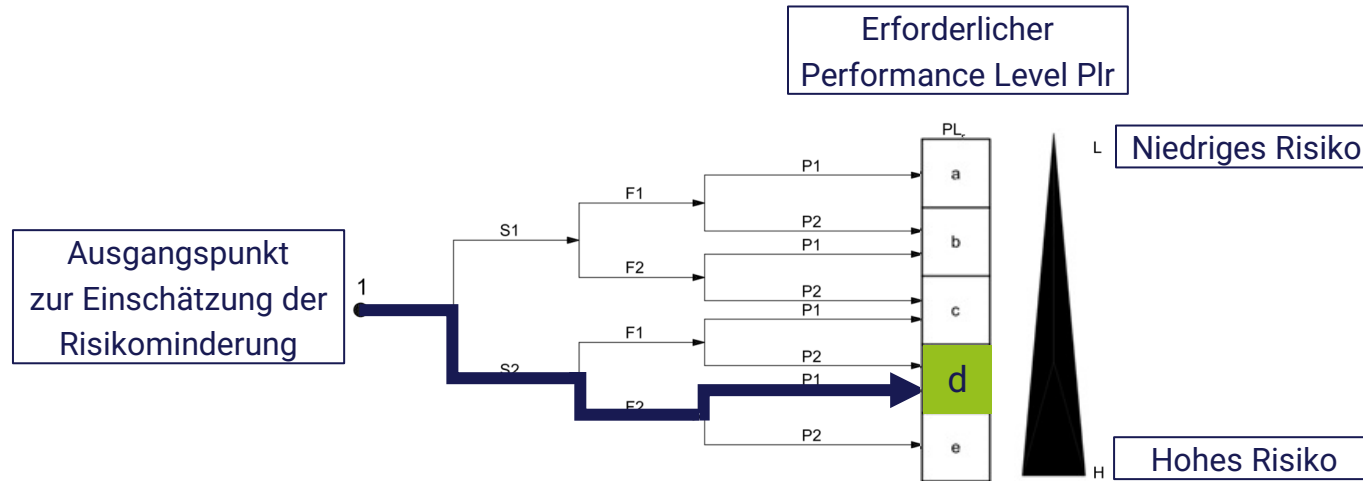 Erforderlicher
Performance Level Plr
PLr
L
Niedriges Risiko
P1
a
F1
P2
S1
b
P1
F2
Ausgangspunkt
zur Einschätzung der
Risikominderung
1
P2
c
P1
F1
P2
S2
d
P1
F2
P2
e
H
Hohes Risiko